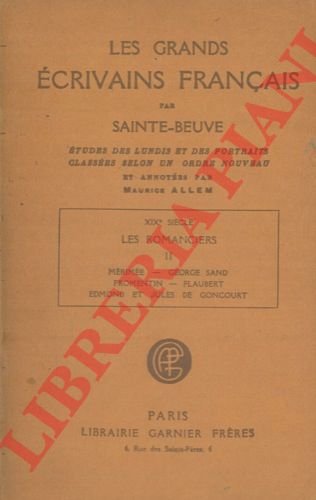 LES GRANDS
ÉCRIVAINS FRANÇAIS
PAR
SAINTE-BEUVE
ÉTUDES DES LUNDIS ET DES PORTRAITS
CLASSÉES SELON UN ORDRE NOUVEAU
ET ANNOTÉES PAR
MAURICE ALLEM
XIXe SIÈCLE
LES ROMANCIERS
II
MÉRIMÉE — GEORGE SAND
FROMENTIN — FLAUBERT
EDMOND ET JULES DE GONCOURT
PARIS
LIBRAIRIE GARNIER FRÈRES
6, Rue des Saints-Pères, 6
LIBRERIA PIANI